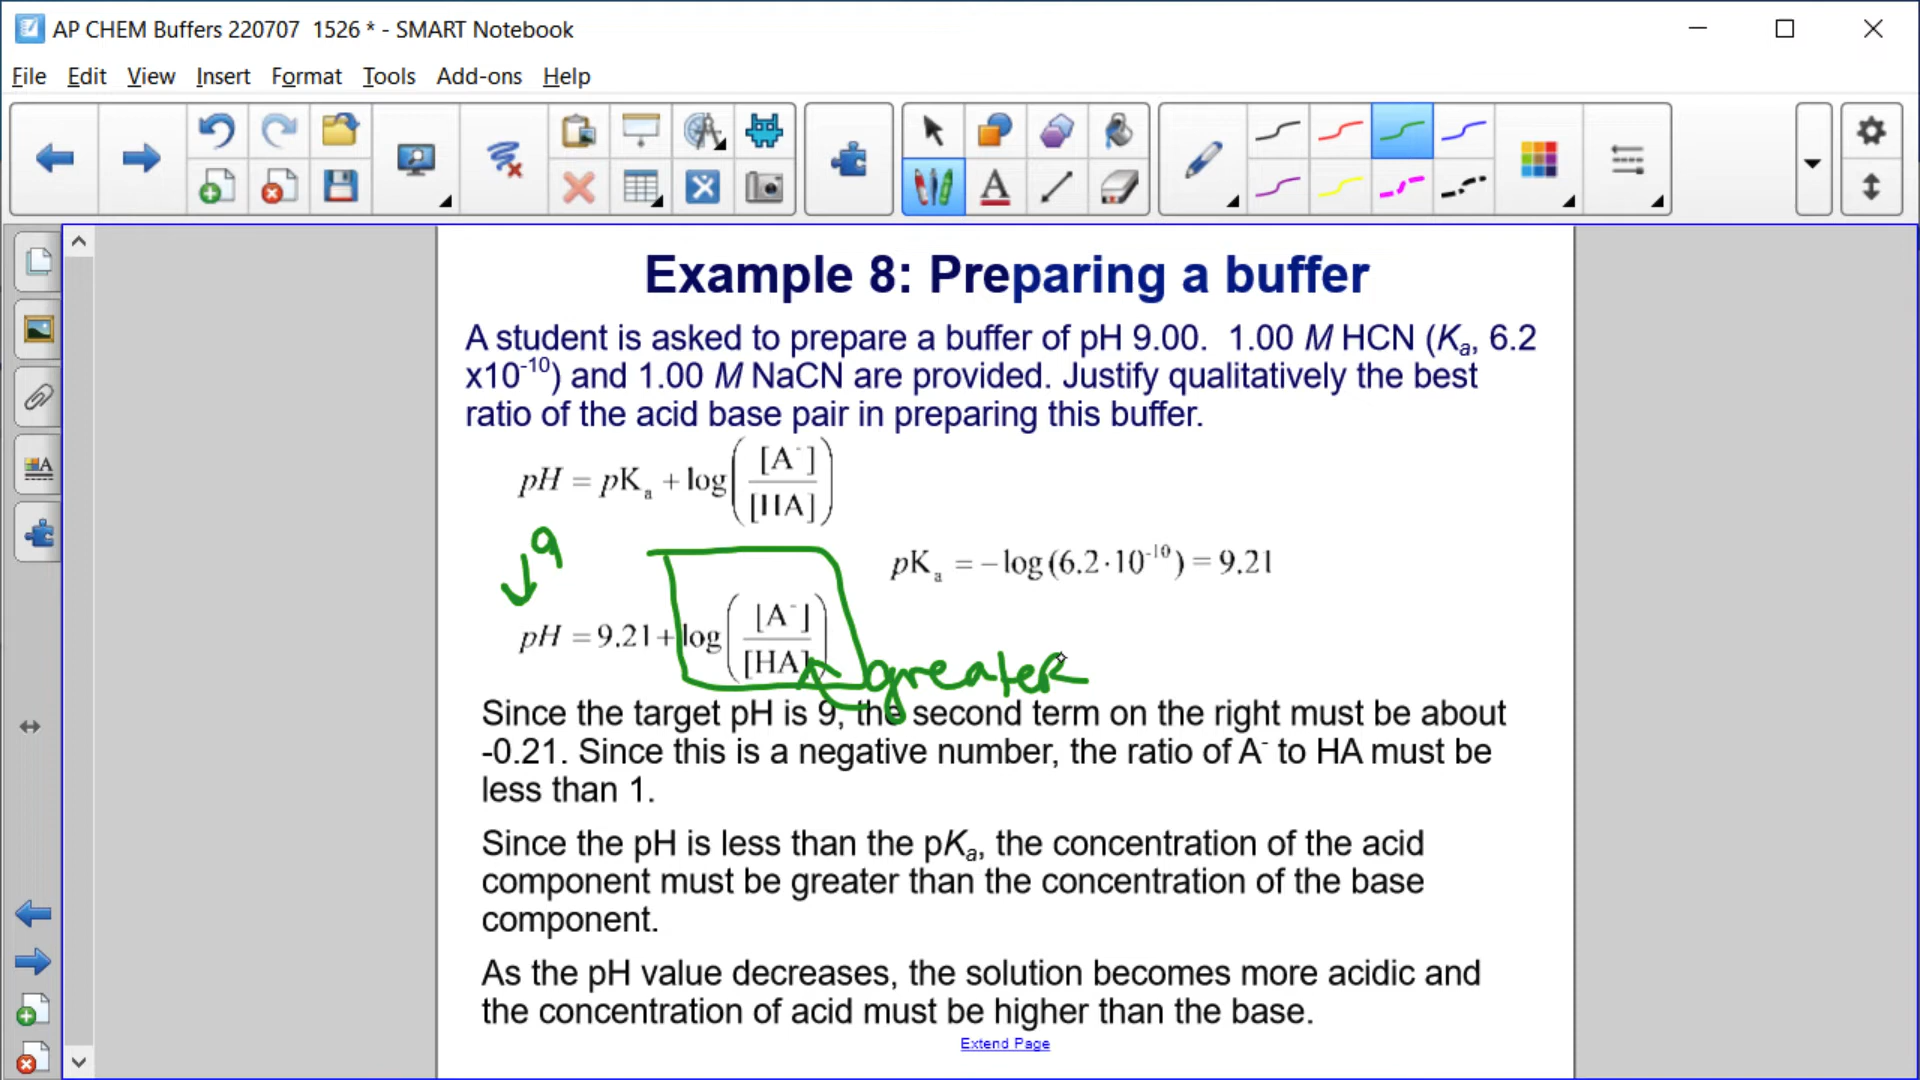 AP CHEM Buffers 220707 1526 * - SMART Notebook
File Edit View Insert Format Tools Add-ons Help
Example 8: Preparing a buffer
A student is asked to prepare a buffer of pH 9.00. 1.00 M HCN (Kₐ, 6.2
x10⁻¹⁰) and 1.00 M NaCN are provided. Justify qualitatively the best
ratio of the acid base pair in preparing this buffer.
pH = pKₐ + log([A⁻]/[HA])
9
pKₐ = −log(6.2·10⁻¹⁰) = 9.21
pH = 9.21 + log([A⁻]/[HA])
greater
Since the target pH is 9, the second term on the right must be about
-0.21. Since this is a negative number, the ratio of A⁻ to HA must be
less than 1.
Since the pH is less than the pKₐ, the concentration of the acid
component must be greater than the concentration of the base
component.
As the pH value decreases, the solution becomes more acidic and
the concentration of acid must be higher than the base.
Extend Page